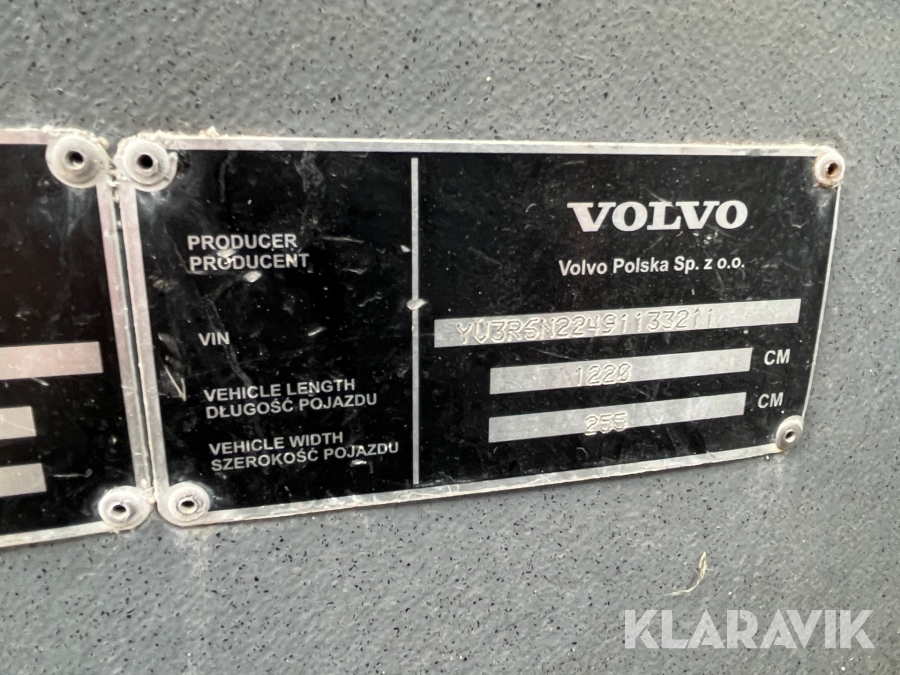 VOLVO
Volvo Polska Sp. z o.o.
PRODUCER
PRODUCENT
VIN YV3R6N22491133211
VEHICLE LENGTH
DŁUGOŚĆ POJAZDU 1220 CM
VEHICLE WIDTH
SZEROKOŚĆ POJAZDU 255 CM
KLARAVIK